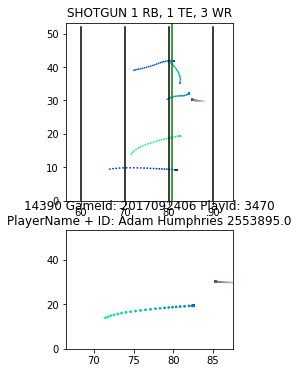 SHOTGUN 1 RB, 1 TE, 3 WR
50
40
30
20
10
0
60 70 80 90
14390 GameId: 2017092406 PlayId: 3470
PlayerName + ID: Adam Humphries 2553895.0
40
20
0
70 75 80 85